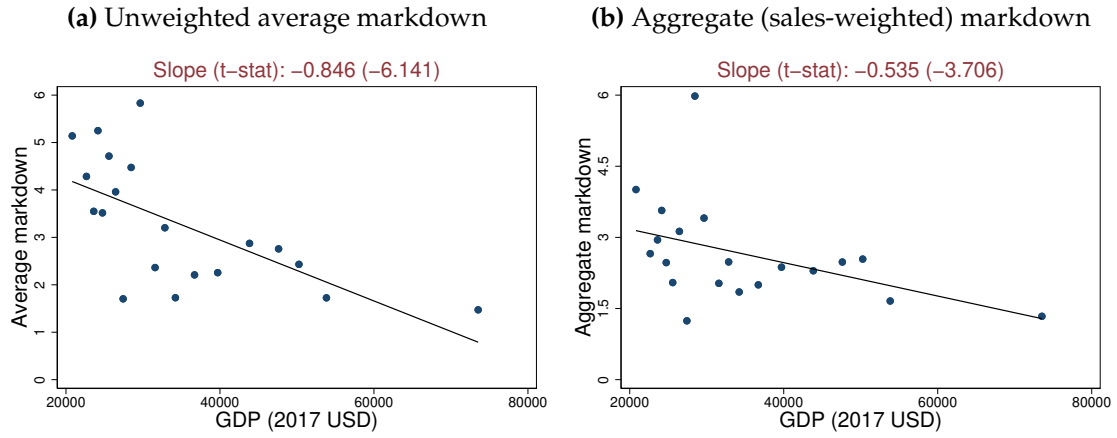 (a) Unweighted average markdown
Slope (t−stat): −0.846 (−6.141)
Average markdown
6
5
4
3
2
1
0
20000 40000 60000 80000
GDP (2017 USD)
(b) Aggregate (sales-weighted) markdown
Slope (t−stat): −0.535 (−3.706)
Aggregate markdown
6
4.5
3
1.5
0
20000 40000 60000 80000
GDP (2017 USD)